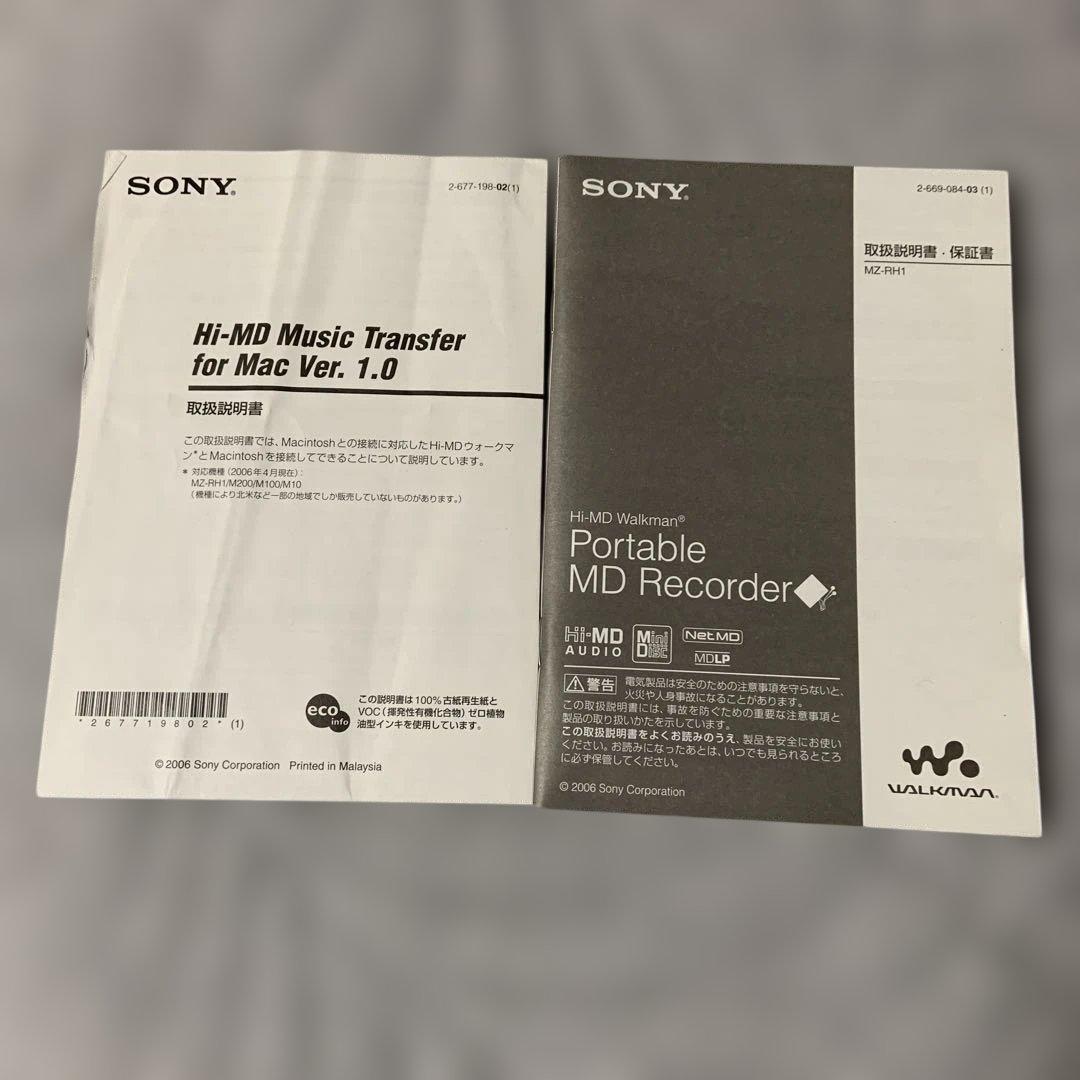 SONY®
2-677-198-02(1)
Hi-MD Music Transfer
for Mac Ver. 1.0
取扱説明書
この取扱説明書では、Macintoshとの接続に対応したHi-MDウォークマ
ン*とMacintoshを接続してできることについて説明しています。
* 対応機種（2006年4月現在）：
MZ-RH1/M200/M100/M10
（機種により北米など一部の地域でしか販売していないものがあります。）
*267719802*(1)
eco info
この説明書は100%古紙再生紙と
VOC（揮発性有機化合物）ゼロ植物
油型インキを使用しています。
© 2006 Sony Corporation Printed in Malaysia
SONY®
2-669-084-03 (1)
取扱説明書・保証書
MZ-RH1
Hi-MD Walkman®
Portable
MD Recorder
Hi-MD
AUDIO
Mini
Disc
Net MD
MDLP
警告
電気製品は安全のための注意事項を守らないと、
火災や人身事故になることがあります。
この取扱説明書には、事故を防ぐための重要な注意事項と
製品の取り扱いかたを示しています。
この取扱説明書をよくお読みのうえ、製品を安全にお使い
ください。お読みになったあとは、いつでも見られるところ
に必ず保管してください。
© 2006 Sony Corporation
WALKMAN®